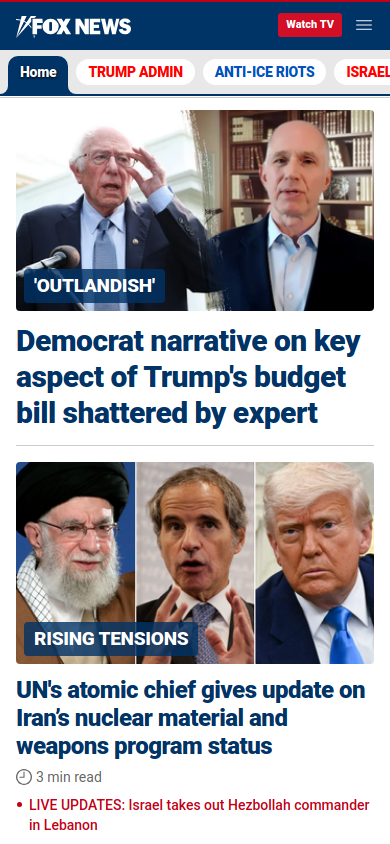 FOX NEWS
Watch TV
Home
TRUMP ADMIN
ANTI-ICE RIOTS
ISRAEL
'OUTLANDISH'
Democrat narrative on key
aspect of Trump's budget
bill shattered by expert
RISING TENSIONS
UN's atomic chief gives update on
Iran’s nuclear material and
weapons program status
3 min read
LIVE UPDATES: Israel takes out Hezbollah commander
in Lebanon